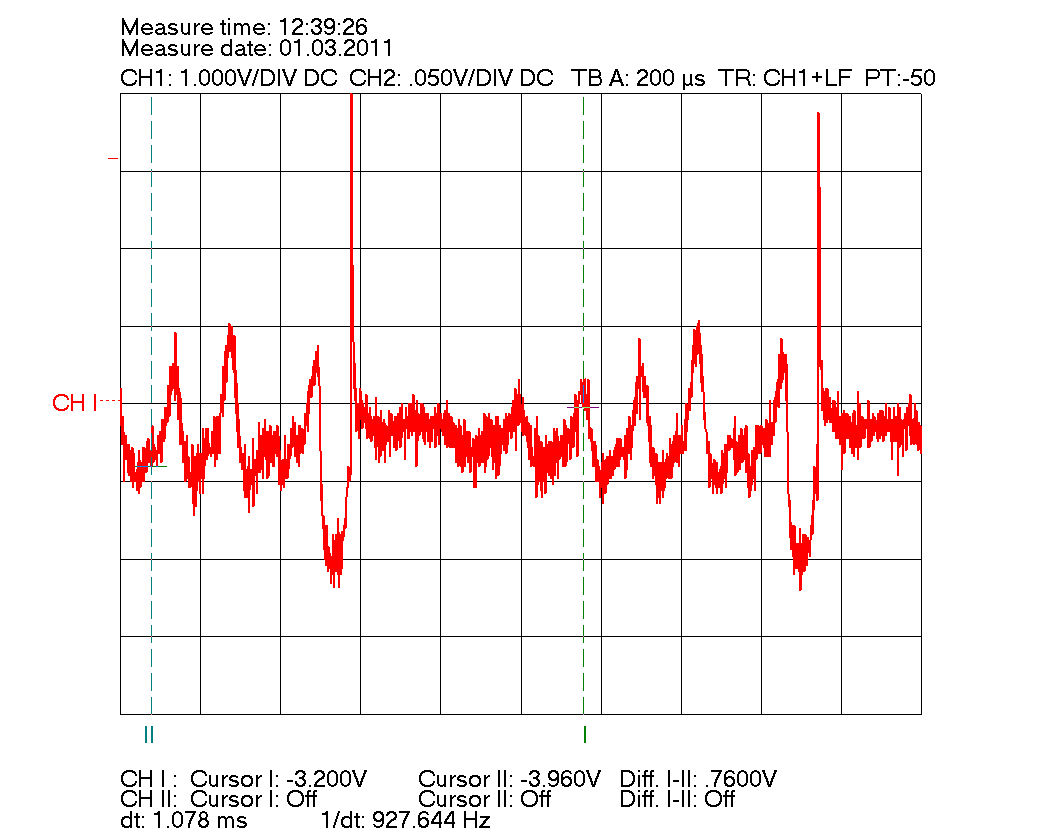 Measure time: 12:39:26
Measure date: 01.03.2011
CH1: 1.000V/DIV DC CH2: .050V/DIV DC TB A: 200 µs TR: CH1+LF PT:-50
CH I
II I
CH I : Cursor I: -3.200V Cursor II: -3.960V Diff. I-II: .7600V
CH II: Cursor I: Off Cursor II: Off Diff. I-II: Off
dt: 1.078 ms 1/dt: 927.644 Hz